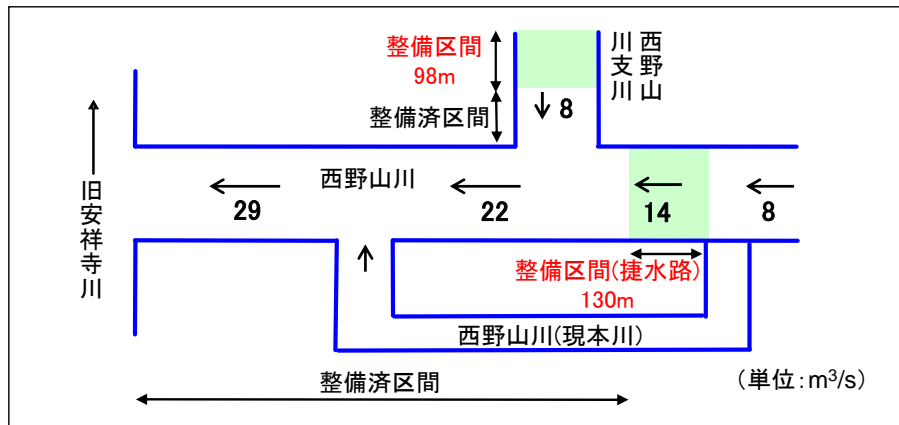 整備区間
98m
整備済区間
8
西野山
川支川
西野山川
29
22
14
8
旧安祥寺川
整備区間(捷水路)
130m
西野山川(現本川)
整備済区間
（単位：m³/s）